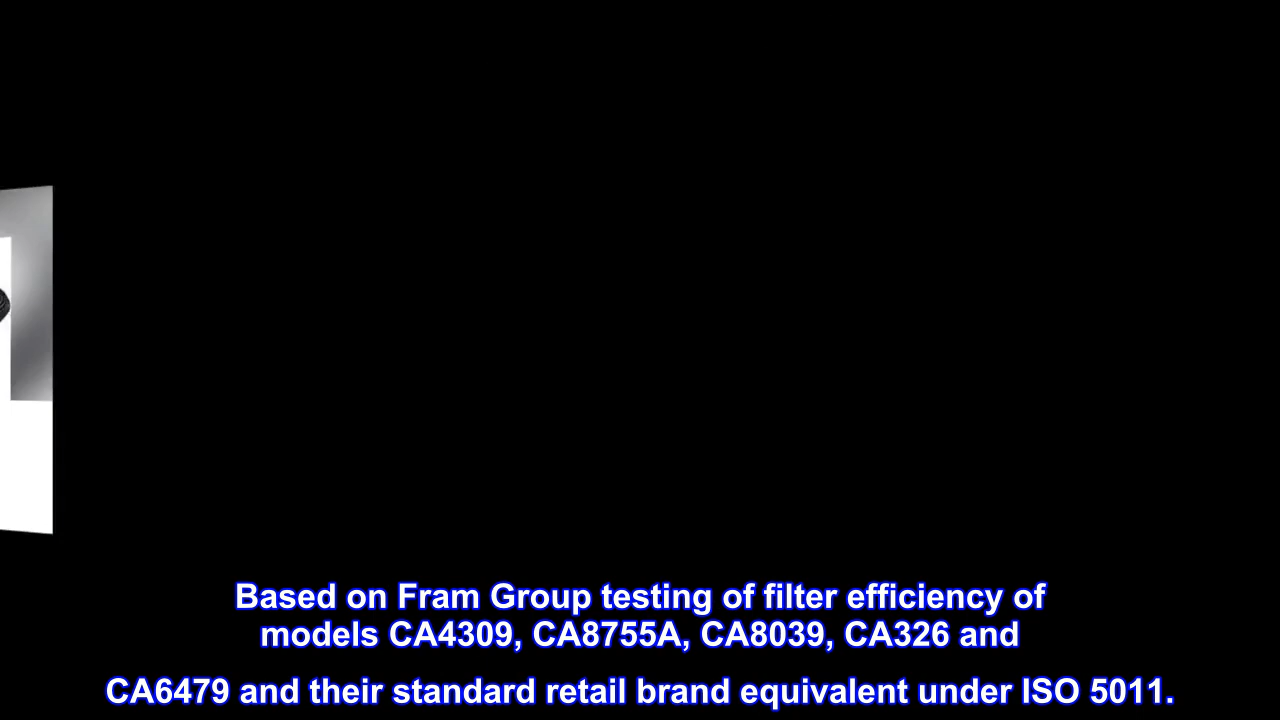 Based on Fram Group testing of filter efficiency of
models CA4309, CA8755A, CA8039, CA326 and
CA6479 and their standard retail brand equivalent under ISO 5011.